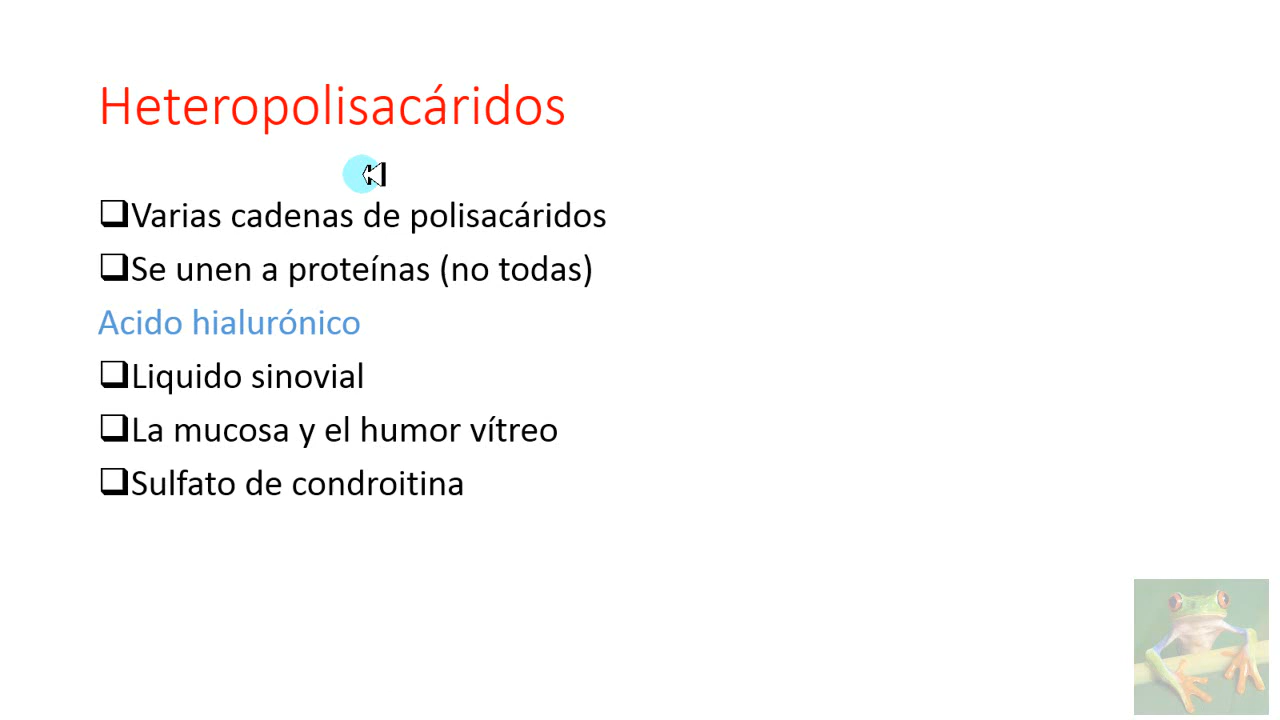 Heteropolisacáridos
Varias cadenas de polisacáridos
Se unen a proteínas (no todas)
Acido hialurónico
Liquido sinovial
La mucosa y el humor vítreo
Sulfato de condroitina